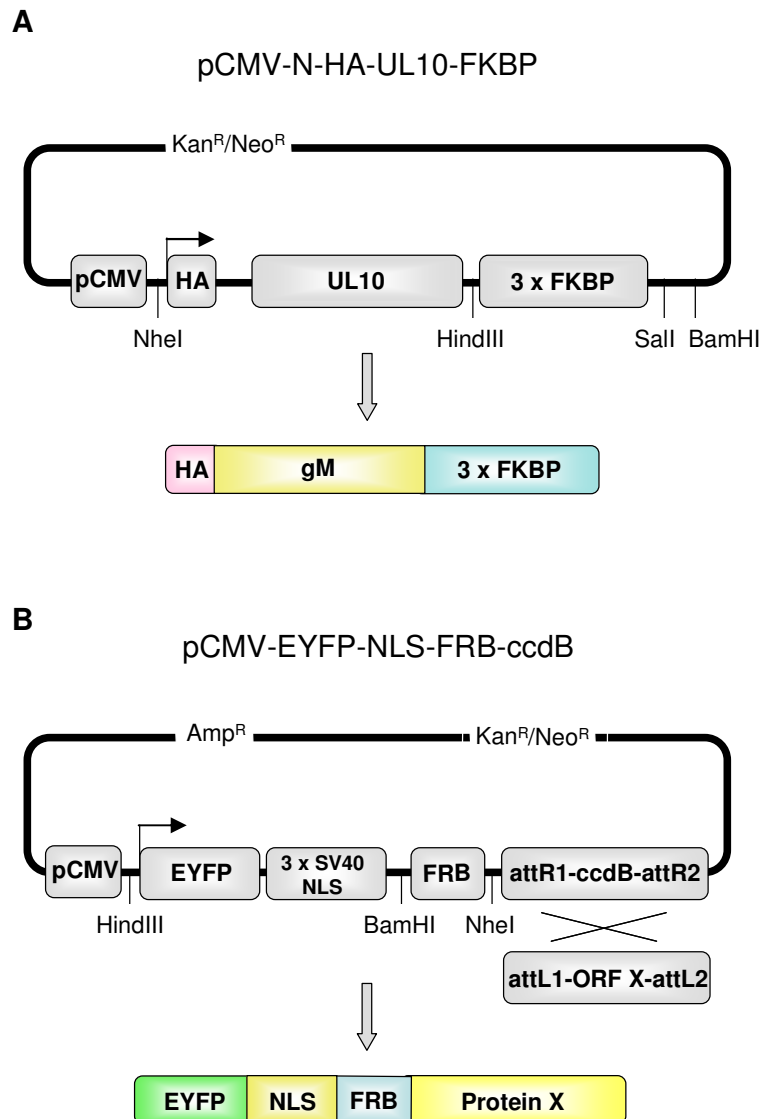 A
pCMV-N-HA-UL10-FKBP
Kanᴿ/Neoᴿ
pCMV HA UL10 3 x FKBP
NheI HindIII SalI BamHI
HA gM 3 x FKBP
B
pCMV-EYFP-NLS-FRB-ccdB
Ampᴿ Kanᴿ/Neoᴿ
pCMV EYFP 3 x SV40 NLS FRB attR1-ccdB-attR2
HindIII BamHI NheI
attL1-ORF X-attL2
EYFP NLS FRB Protein X